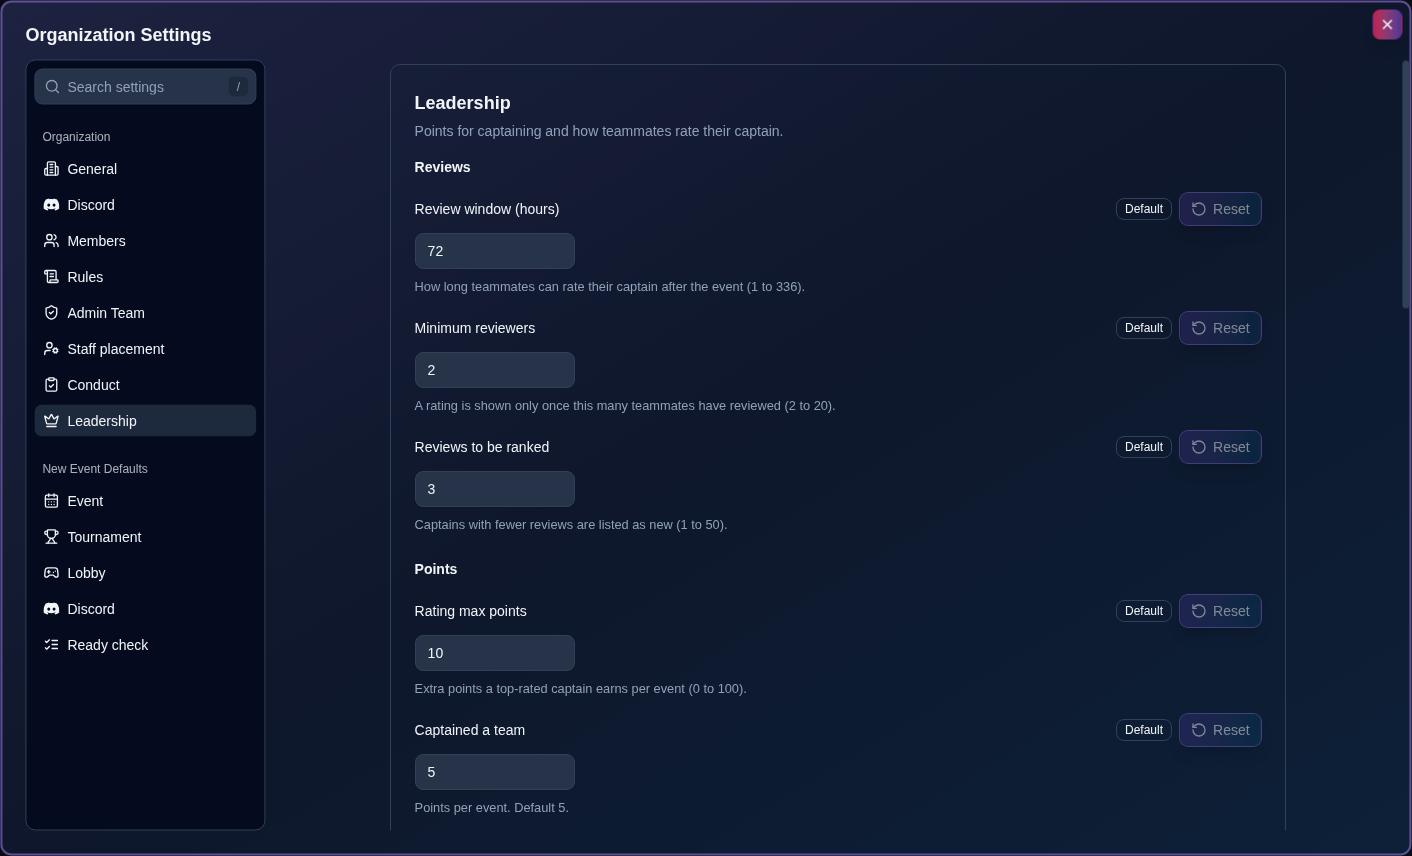 Organization Settings
Search settings /
Organization
General
Discord
Members
Rules
Admin Team
Staff placement
Conduct
Leadership
New Event Defaults
Event
Tournament
Lobby
Discord
Ready check
Leadership
Points for captaining and how teammates rate their captain.
Reviews
Review window (hours) Default Reset
72
How long teammates can rate their captain after the event (1 to 336).
Minimum reviewers Default Reset
2
A rating is shown only once this many teammates have reviewed (2 to 20).
Reviews to be ranked Default Reset
3
Captains with fewer reviews are listed as new (1 to 50).
Points
Rating max points Default Reset
10
Extra points a top-rated captain earns per event (0 to 100).
Captained a team Default Reset
5
Points per event. Default 5.